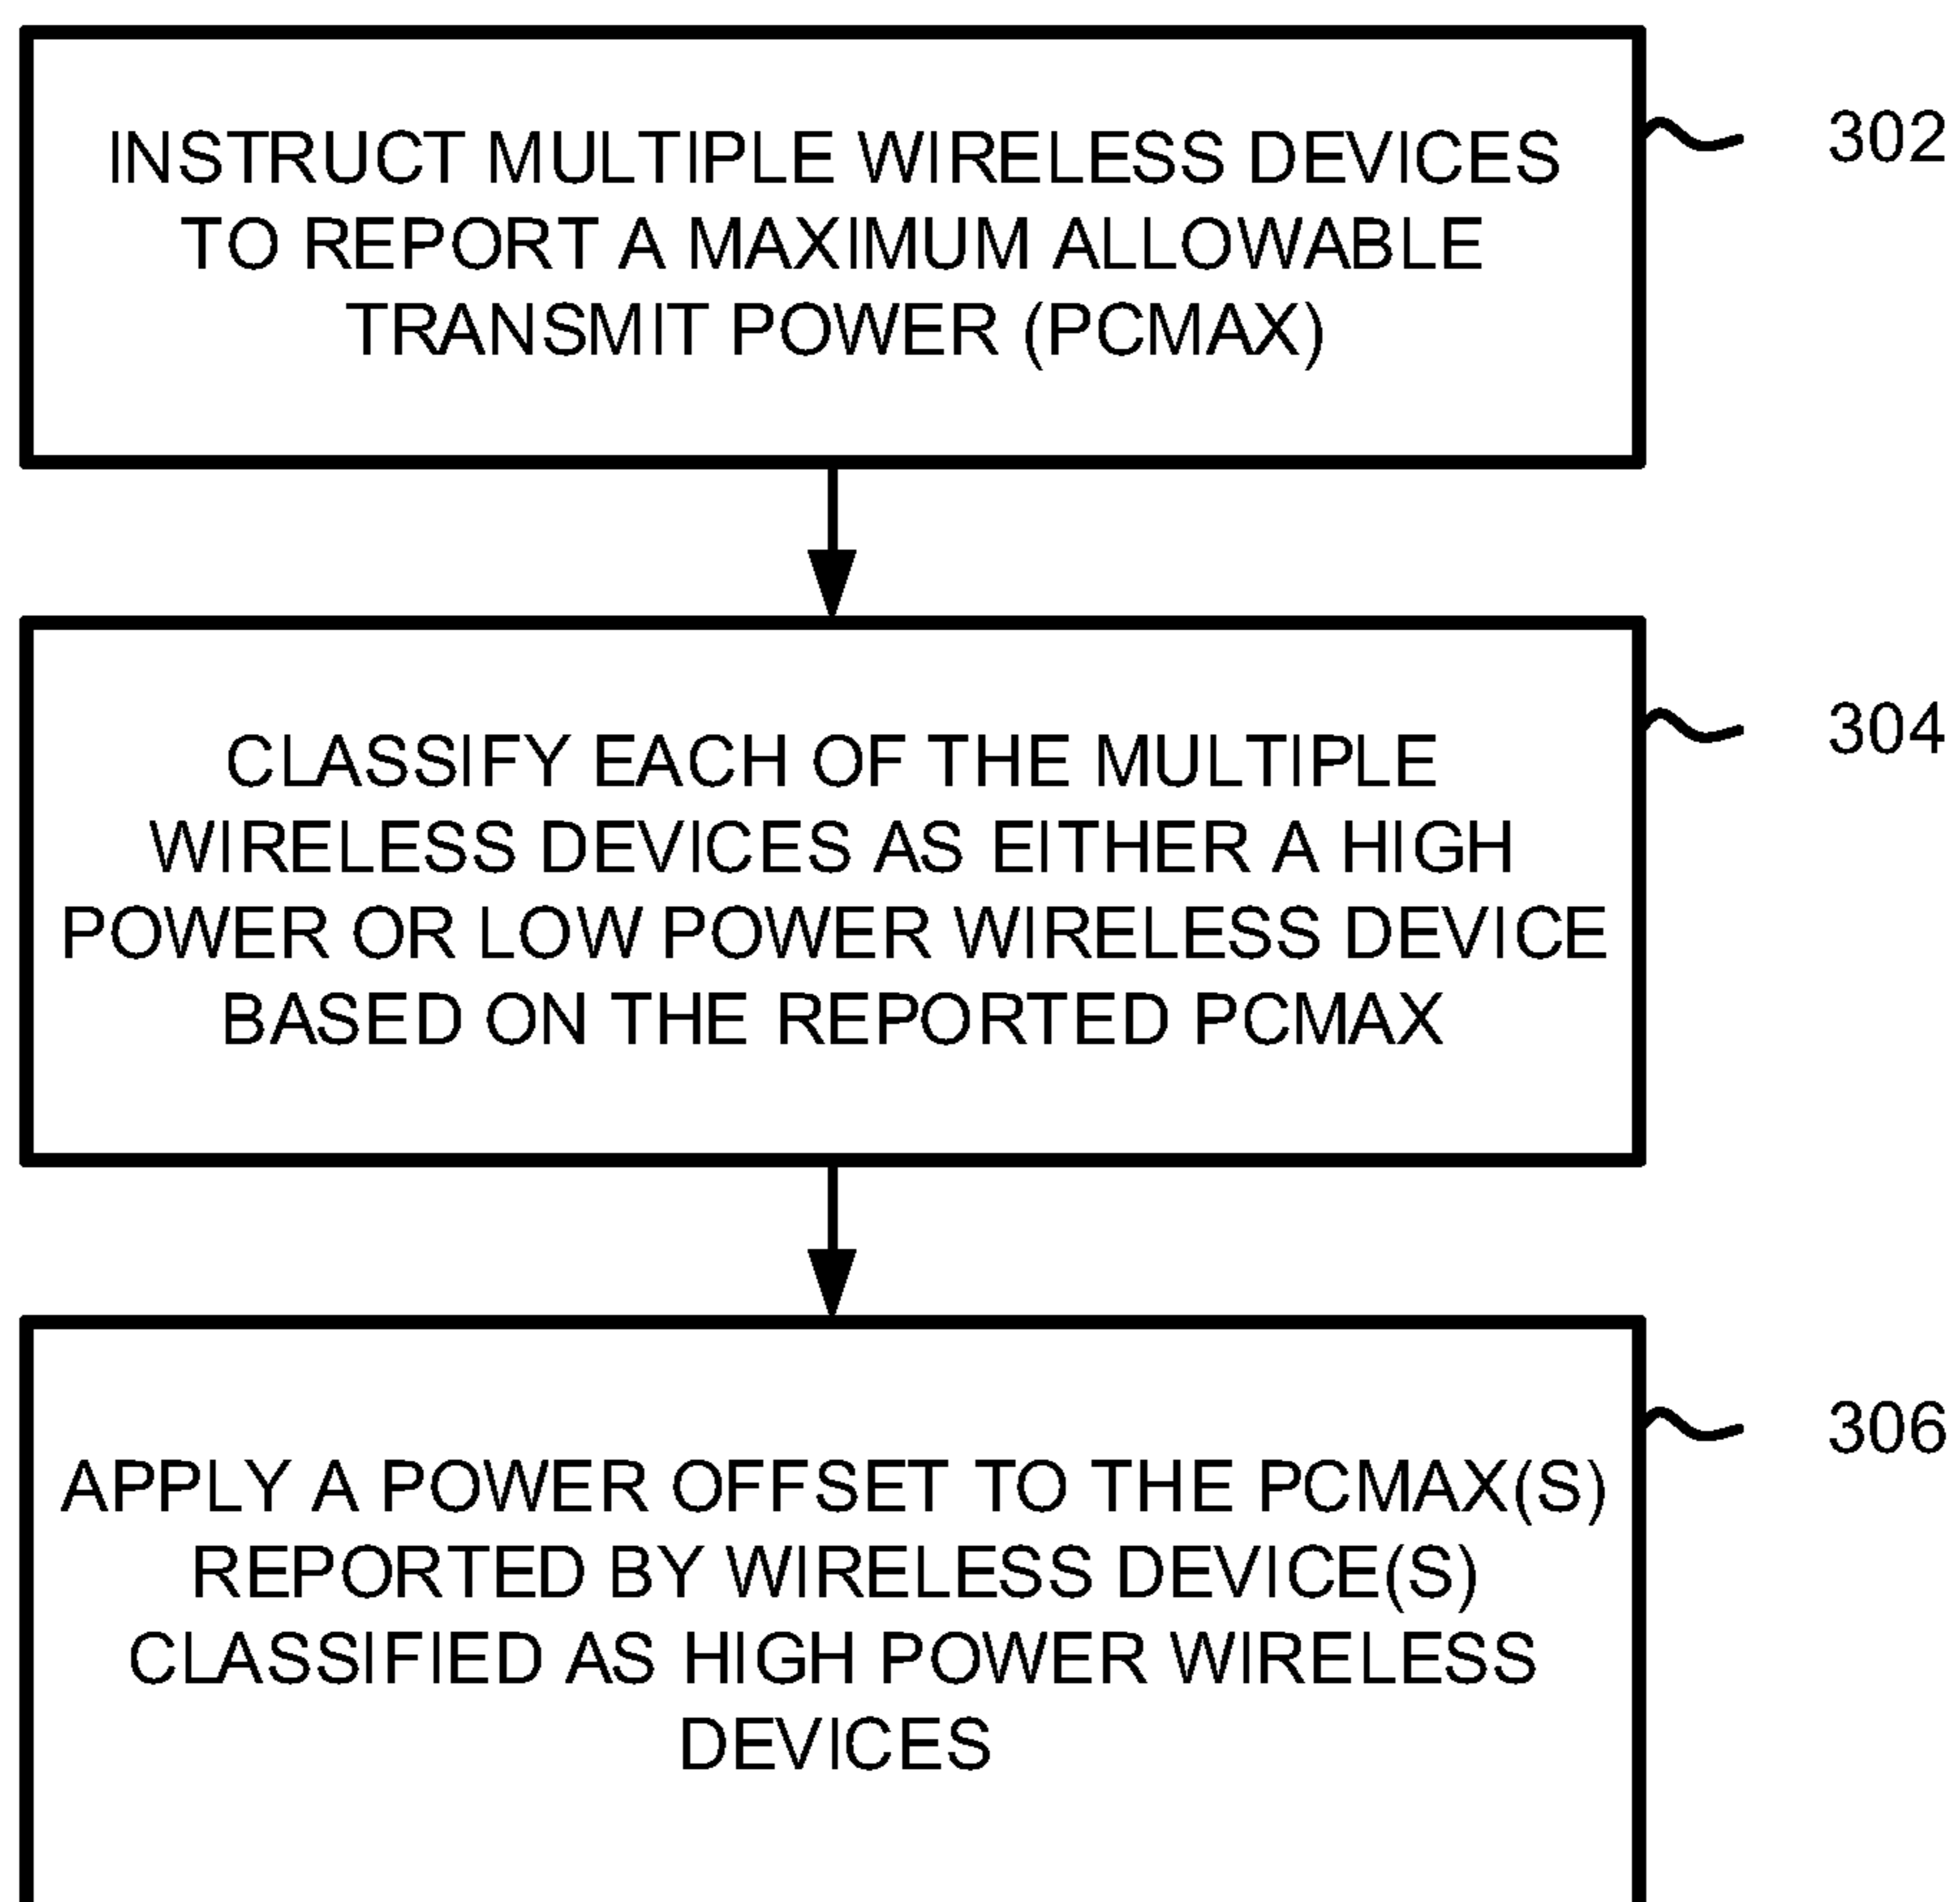 INSTRUCT MULTIPLE WIRELESS DEVICES
TO REPORT A MAXIMUM ALLOWABLE
TRANSMIT POWER (PCMAX)
302
CLASSIFY EACH OF THE MULTIPLE
WIRELESS DEVICES AS EITHER A HIGH
POWER OR LOW POWER WIRELESS DEVICE
BASED ON THE REPORTED PCMAX
304
APPLY A POWER OFFSET TO THE PCMAX(S)
REPORTED BY WIRELESS DEVICE(S)
CLASSIFIED AS HIGH POWER WIRELESS
DEVICES
306